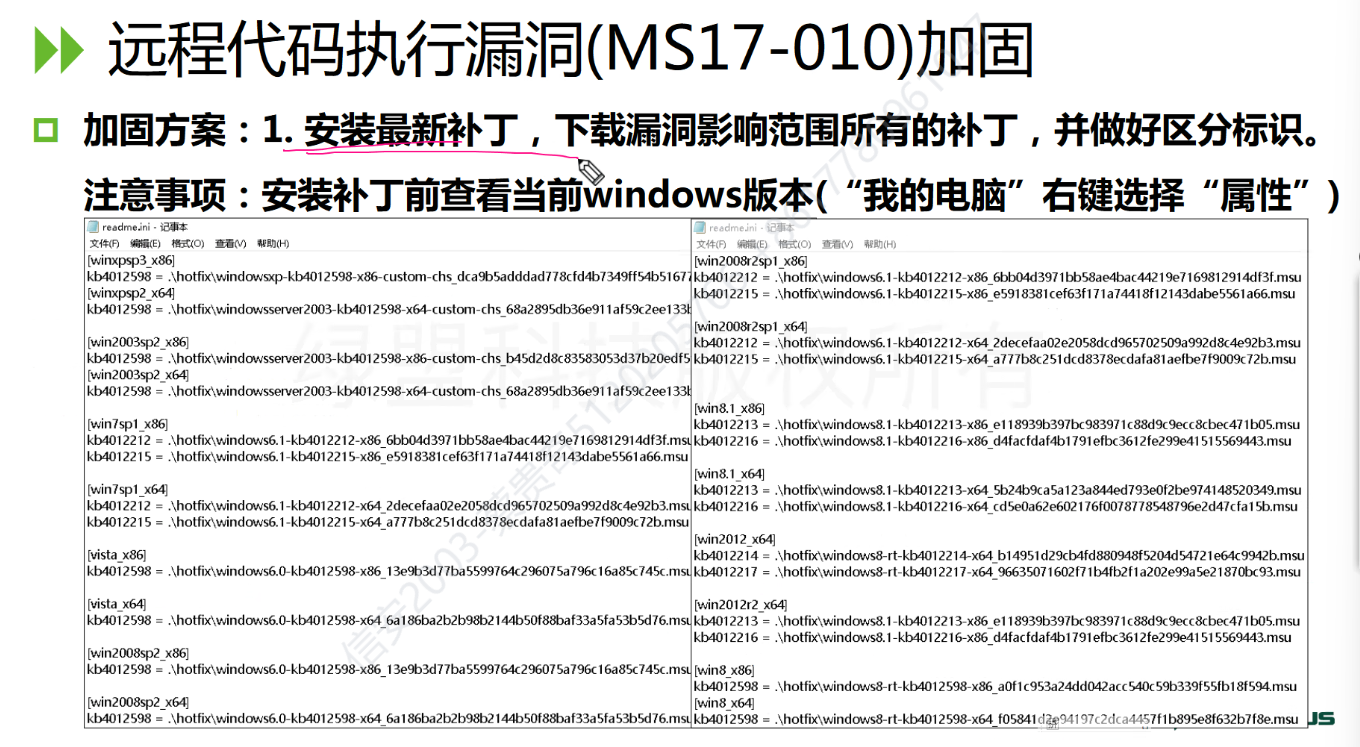 远程代码执行漏洞(MS17-010)加固
加固方案：1. 安装最新补丁，下载漏洞影响范围所有的补丁，并做好区分标识。
注意事项：安装补丁前查看当前windows版本(“我的电脑”右键选择“属性”)
readme.ini - 记事本
文件(F) 编辑(E) 格式(O) 查看(V) 帮助(H)
[winxpsp3_x86]
kb4012598 = .\hotfix\windowsxp-kb4012598-x86-custom-chs_dca9b5adddad778cfd4b7349ff54b51677
[winxpsp2_x64]
kb4012598 = .\hotfix\windowsserver2003-kb4012598-x64-custom-chs_68a2895db36e911af59c2ee133b
[win2003sp2_x86]
kb4012598 = .\hotfix\windowsserver2003-kb4012598-x86-custom-chs_b45d2d8c83583053d37b20edf5
[win2003sp2_x64]
kb4012598 = .\hotfix\windowsserver2003-kb4012598-x64-custom-chs_68a2895db36e911af59c2ee133b
[win7sp1_x86]
kb4012212 = .\hotfix\windows6.1-kb4012212-x86_6bb04d3971bb58ae4bac44219e7169812914df3f.msu
kb4012215 = .\hotfix\windows6.1-kb4012215-x86_e5918381cef63f171a74418f12143dabe5561a66.msu
[win7sp1_x64]
kb4012212 = .\hotfix\windows6.1-kb4012212-x64_2decefaa02e2058dcd965702509a992d8c4e92b3.msu
kb4012215 = .\hotfix\windows6.1-kb4012215-x64_a777b8c251dcd8378ecdafa81aefbe7f9009c72b.msu
[vista_x86]
kb4012598 = .\hotfix\windows6.0-kb4012598-x86_13e9b3d77ba5599764c296075a796c16a85c745c.msu
[vista_x64]
kb4012598 = .\hotfix\windows6.0-kb4012598-x64_6a186ba2b2b98b2144b50f88baf33a5fa53b5d76.msu
[win2008sp2_x86]
kb4012598 = .\hotfix\windows6.0-kb4012598-x86_13e9b3d77ba5599764c296075a796c16a85c745c.msu
[win2008sp2_x64]
kb4012598 = .\hotfix\windows6.0-kb4012598-x64_6a186ba2b2b98b2144b50f88baf33a5fa53b5d76.msu
readme.ini - 记事本
文件(F) 编辑(E) 格式(O) 查看(V) 帮助(H)
[win2008r2sp1_x86]
kb4012212 = .\hotfix\windows6.1-kb4012212-x86_6bb04d3971bb58ae4bac44219e7169812914df3f.msu
kb4012215 = .\hotfix\windows6.1-kb4012215-x86_e5918381cef63f171a74418f12143dabe5561a66.msu
[win2008r2sp1_x64]
kb4012212 = .\hotfix\windows6.1-kb4012212-x64_2decefaa02e2058dcd965702509a992d8c4e92b3.msu
kb4012215 = .\hotfix\windows6.1-kb4012215-x64_a777b8c251dcd8378ecdafa81aefbe7f9009c72b.msu
[win8.1_x86]
kb4012213 = .\hotfix\windows8.1-kb4012213-x86_e118939b397bc983971c88d9c9ecc8cbec471b05.msu
kb4012216 = .\hotfix\windows8.1-kb4012216-x86_d4facfdaf4b1791efbc3612fe299e41515569443.msu
[win8.1_x64]
kb4012213 = .\hotfix\windows8.1-kb4012213-x64_5b24b9ca5a123a844ed793e0f2be974148520349.msu
kb4012216 = .\hotfix\windows8.1-kb4012216-x64_cd5e0a62e602176f0078778548796e2d47cfa15b.msu
[win2012_x64]
kb4012214 = .\hotfix\windows8-rt-kb4012214-x64_b14951d29cb4fd880948f5204d54721e64c9942b.msu
kb4012217 = .\hotfix\windows8-rt-kb4012217-x64_96635071602f71b4fb2f1a202e99a5e21870bc93.msu
[win2012r2_x64]
kb4012213 = .\hotfix\windows8.1-kb4012213-x86_e118939b397bc983971c88d9c9ecc8cbec471b05.msu
kb4012216 = .\hotfix\windows8.1-kb4012216-x86_d4facfdaf4b1791efbc3612fe299e41515569443.msu
[win8_x86]
kb4012598 = .\hotfix\windows8-rt-kb4012598-x86_a0f1c953a24dd042acc540c59b339f55fb18f594.msu
[win8_x64]
kb4012598 = .\hotfix\windows8-rt-kb4012598-x64_f05841d2e94197c2dca4457f1b895e8f632b7f8e.msu
绿盟科技版权所有